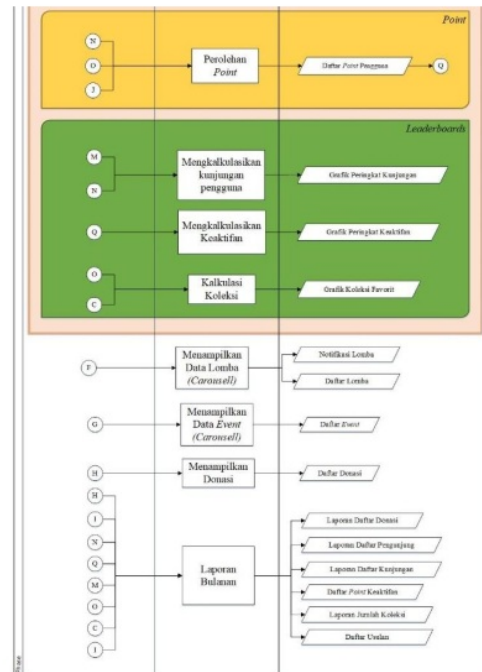 Point
N
O
J
Perolehan
Point
Daftar Point Pengguna
Q
Leaderboards
M
N
Mengkalkulasikan
kunjungan
pengguna
Grafik Peringkat Kunjungan
Q
Mengkalkulasikan
Keaktifan
Grafik Peringkat Keaktifan
O
C
Kalkulasi
Koleksi
Grafik Koleksi Favorit
F
Menampilkan
Data Lomba
(Carousell)
Notifikasi Lomba
Daftar Lomba
G
Menampilkan
Data Event
(Carousell)
Daftar Event
H
Menampilkan
Donasi
Daftar Donasi
H
I
N
Q
M
O
C
I
Laporan
Bulanan
Laporan Daftar Donasi
Laporan Daftar Pengunjung
Laporan Daftar Kunjungan
Daftar Point Keaktifan
Laporan Jumlah Koleksi
Daftar Usulan
Phase